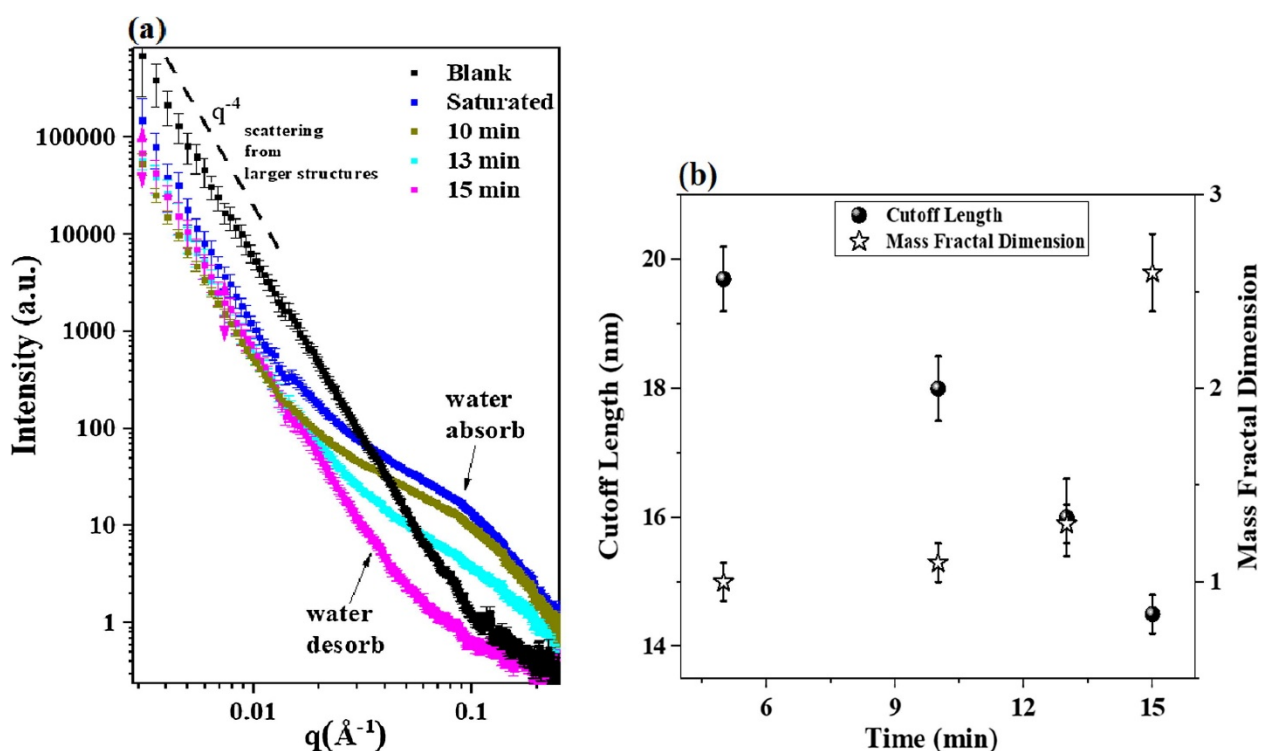 (a)
Intensity (a.u.)
100000
10000
1000
100
10
1
q⁻⁴
scattering
from
larger structures
Blank
Saturated
10 min
13 min
15 min
water
absorb
water
desorb
0.01
0.1
q(Å⁻¹)
(b)
Cutoff Length
Mass Fractal Dimension
Cutoff Length (nm)
20
18
16
14
3
2
1
Mass Fractal Dimension
6
9
12
15
Time (min)